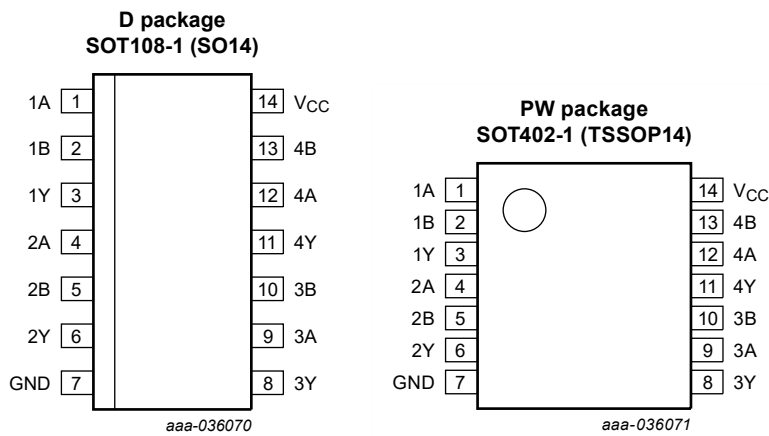 D package
SOT108-1 (SO14)
1A 1 14 VCC
1B 2 13 4B
1Y 3 12 4A
2A 4 11 4Y
2B 5 10 3B
2Y 6 9 3A
GND 7 8 3Y
aaa-036070
PW package
SOT402-1 (TSSOP14)
1A 1 14 VCC
1B 2 13 4B
1Y 3 12 4A
2A 4 11 4Y
2B 5 10 3B
2Y 6 9 3A
GND 7 8 3Y
aaa-036071